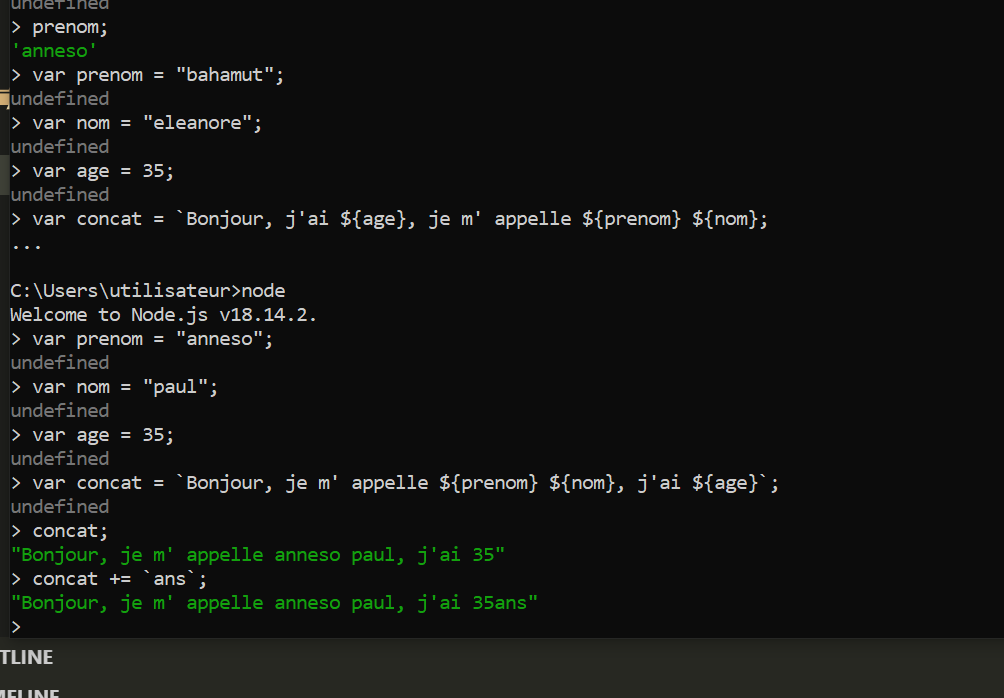 undefined
> prenom;
'anneso'
> var prenom = "bahamut";
undefined
> var nom = "eleanore";
undefined
> var age = 35;
undefined
> var concat = `Bonjour, j'ai ${age}, je m' appelle ${prenom} ${nom};
...
C:\Users\utilisateur>node
Welcome to Node.js v18.14.2.
> var prenom = "anneso";
undefined
> var nom = "paul";
undefined
> var age = 35;
undefined
> var concat = `Bonjour, je m' appelle ${prenom} ${nom}, j'ai ${age}`;
undefined
> concat;
"Bonjour, je m' appelle anneso paul, j'ai 35"
> concat += `ans`;
"Bonjour, je m' appelle anneso paul, j'ai 35ans"
>
TLINE
MELINE